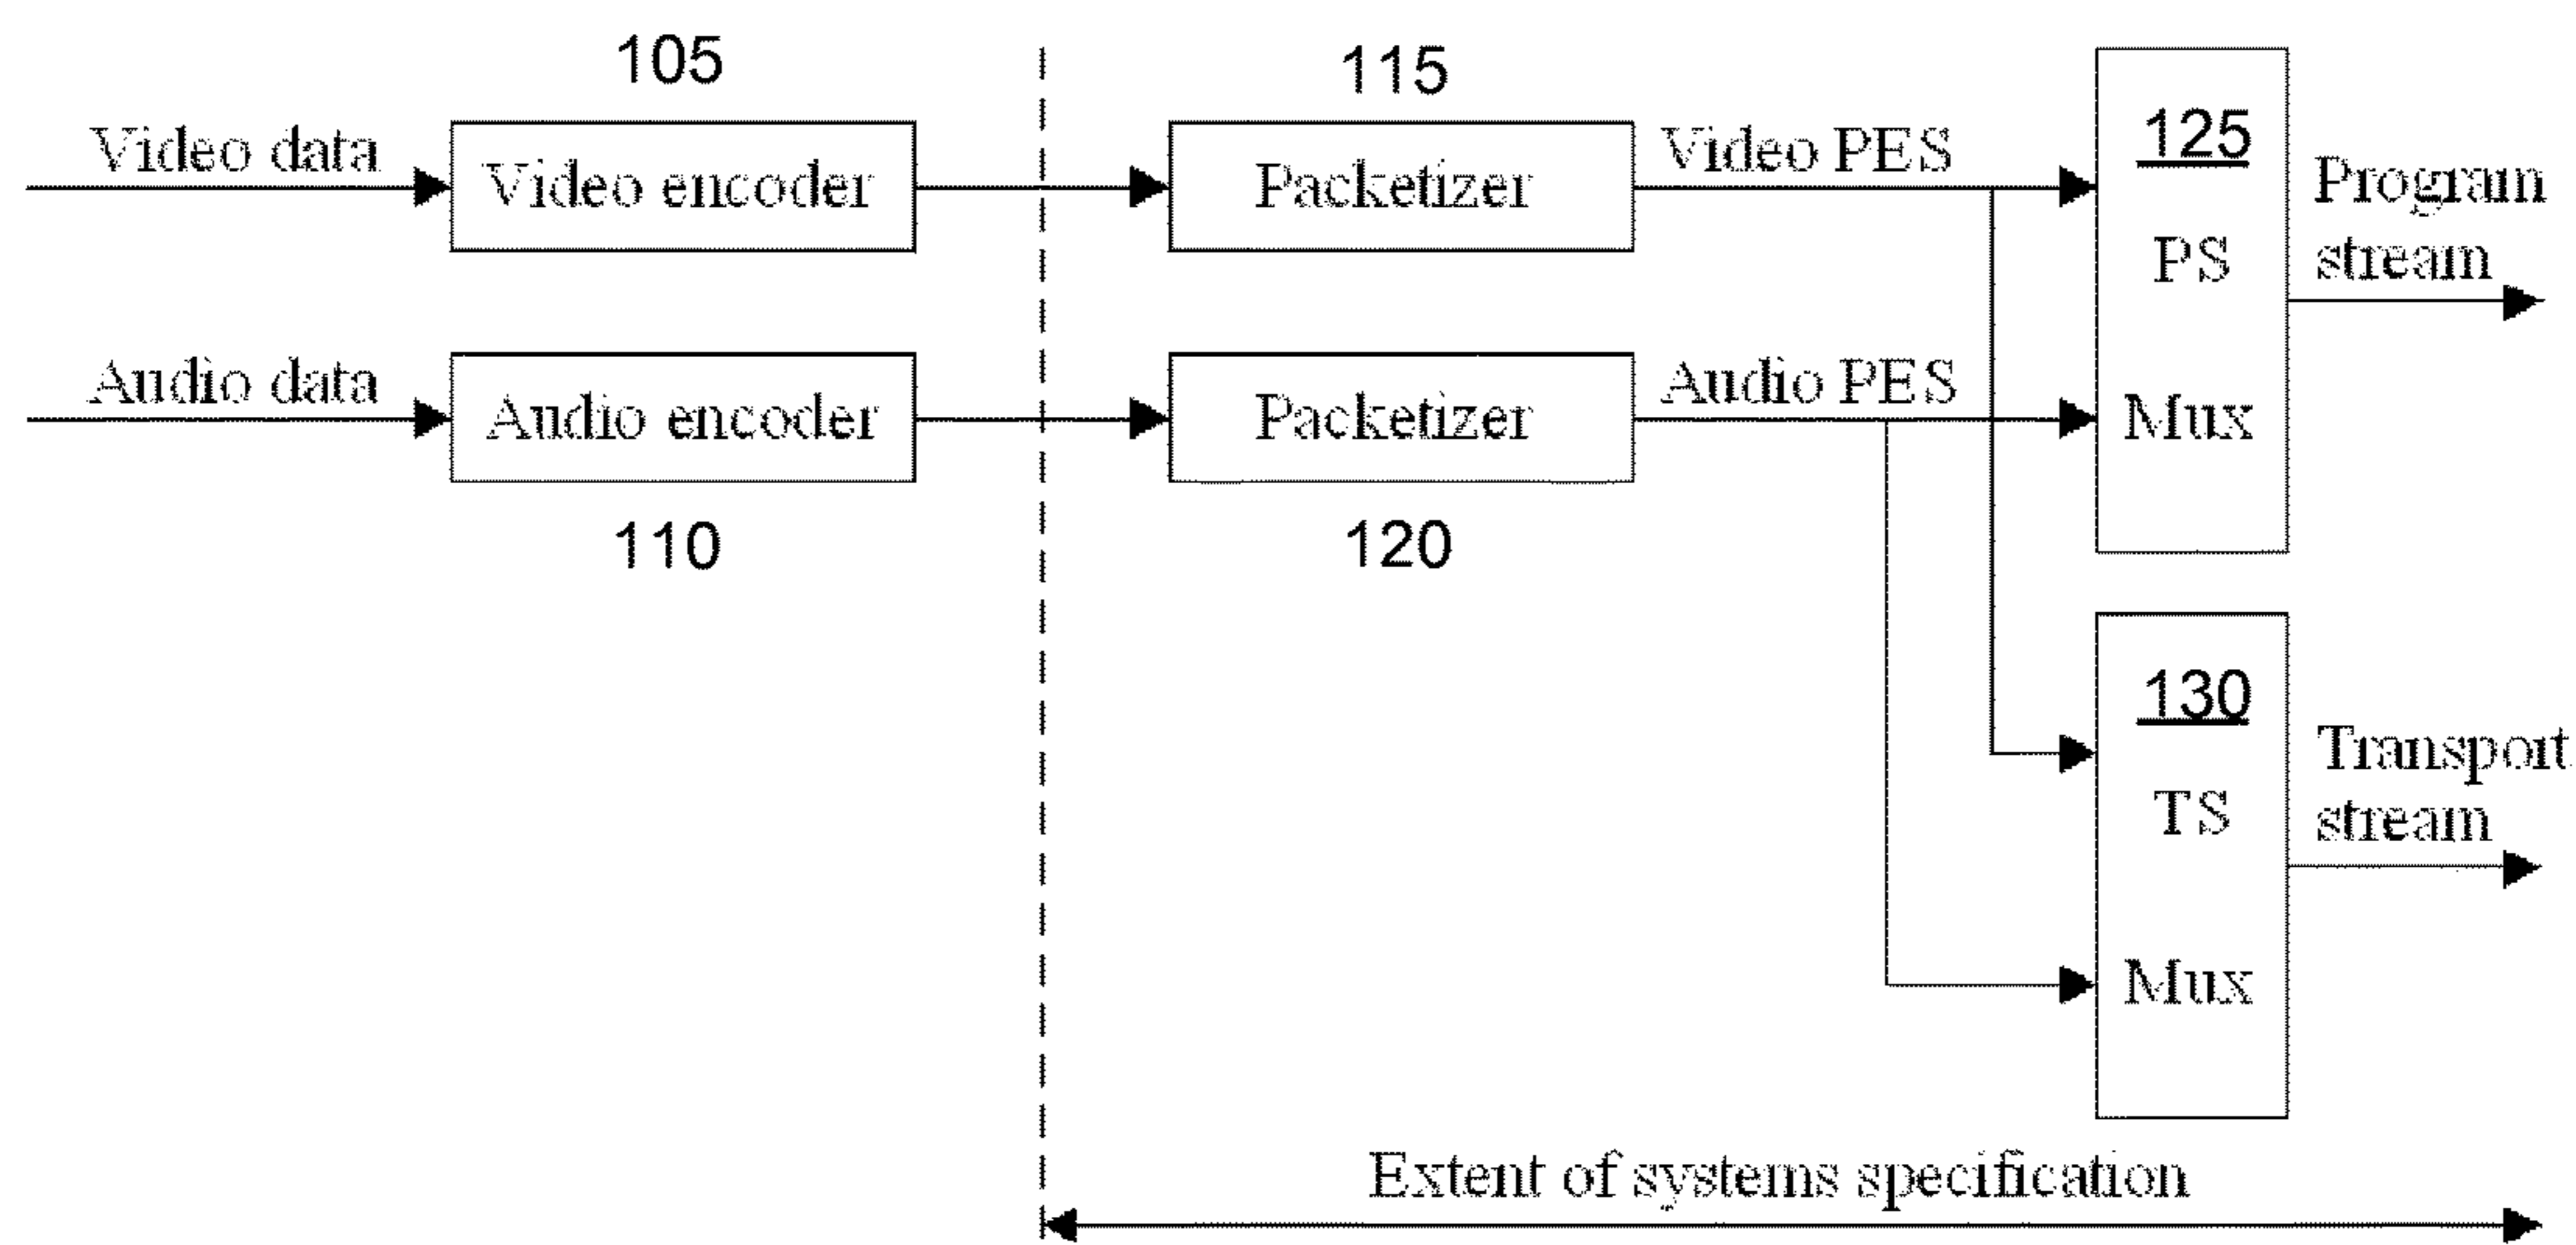 105
115
Video data
Video encoder
Packetizer
Video PES
125
PS
Mux
Program
stream
Audio data
Audio encoder
Packetizer
Audio PES
110
120
130
TS
Mux
Transport
stream
Extent of systems specification